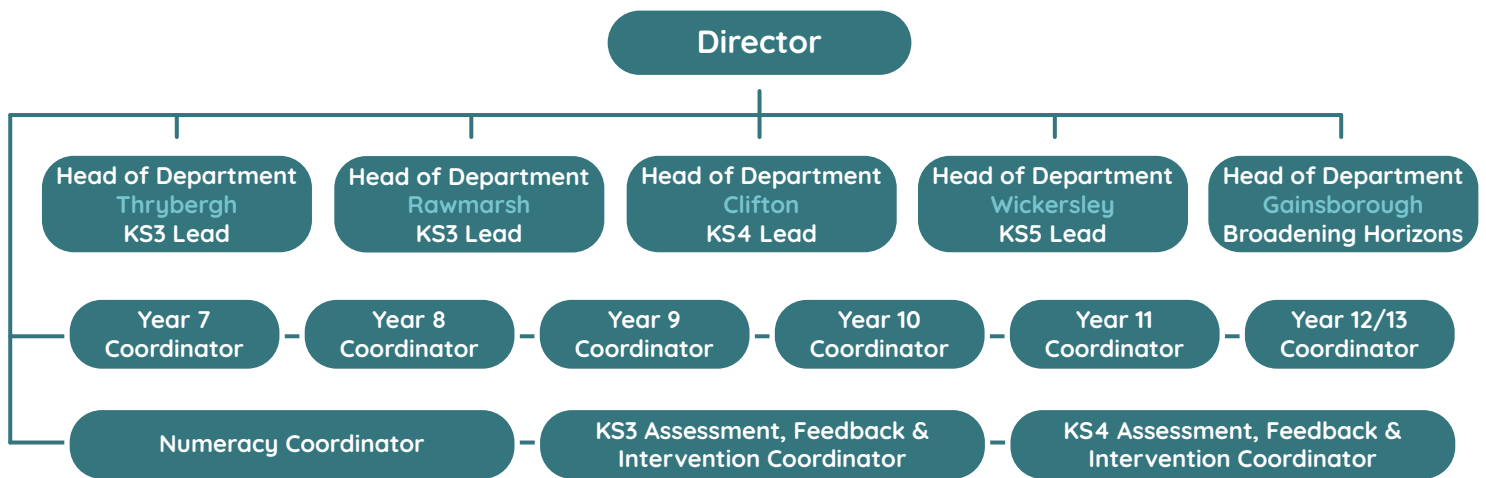 Director
Head of Department
Thrybergh
KS3 Lead
Head of Department
Rawmarsh
KS3 Lead
Head of Department
Clifton
KS4 Lead
Head of Department
Wickersley
KS5 Lead
Head of Department
Gainsborough
Broadening Horizons
Year 7
Coordinator
Year 8
Coordinator
Year 9
Coordinator
Year 10
Coordinator
Year 11
Coordinator
Year 12/13
Coordinator
Numeracy Coordinator
KS3 Assessment, Feedback &
Intervention Coordinator
KS4 Assessment, Feedback &
Intervention Coordinator